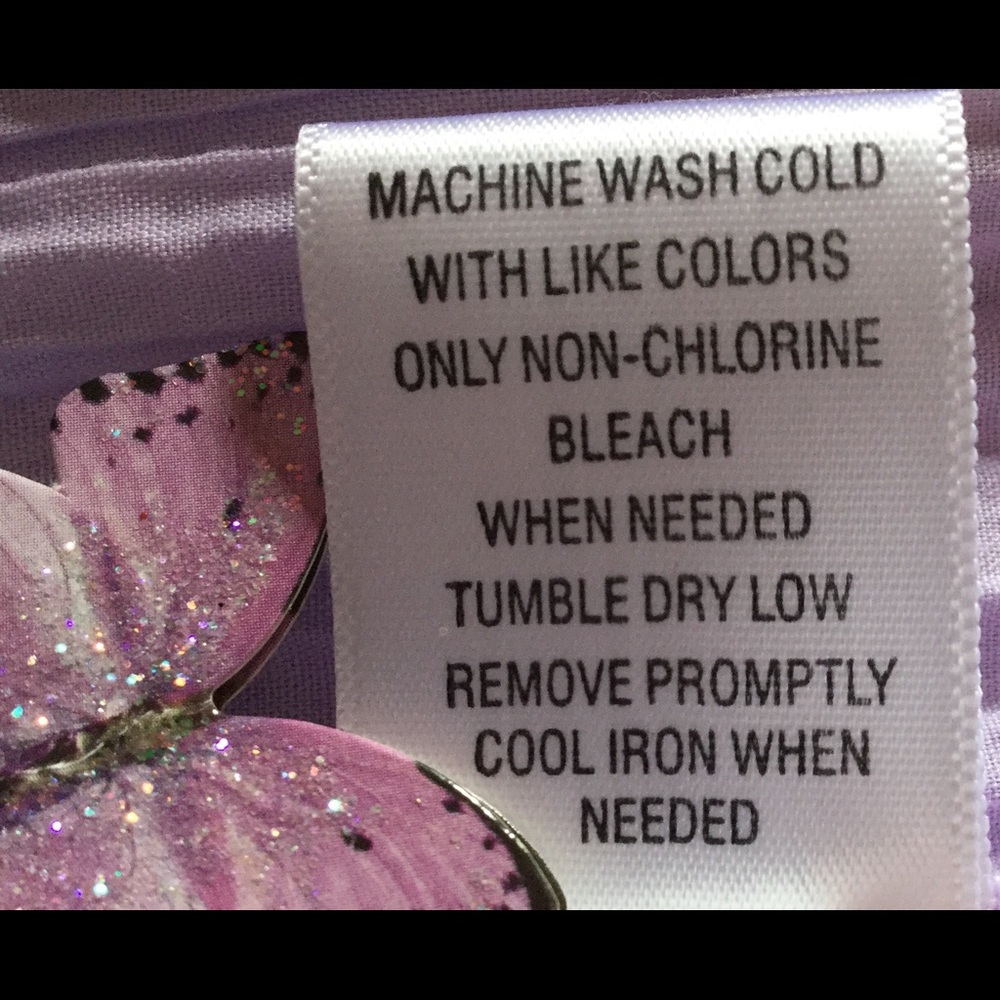 MACHINE WASH COLD
WITH LIKE COLORS
ONLY NON-CHLORINE
BLEACH
WHEN NEEDED
TUMBLE DRY LOW
REMOVE PROMPTLY
COOL IRON WHEN
NEEDED